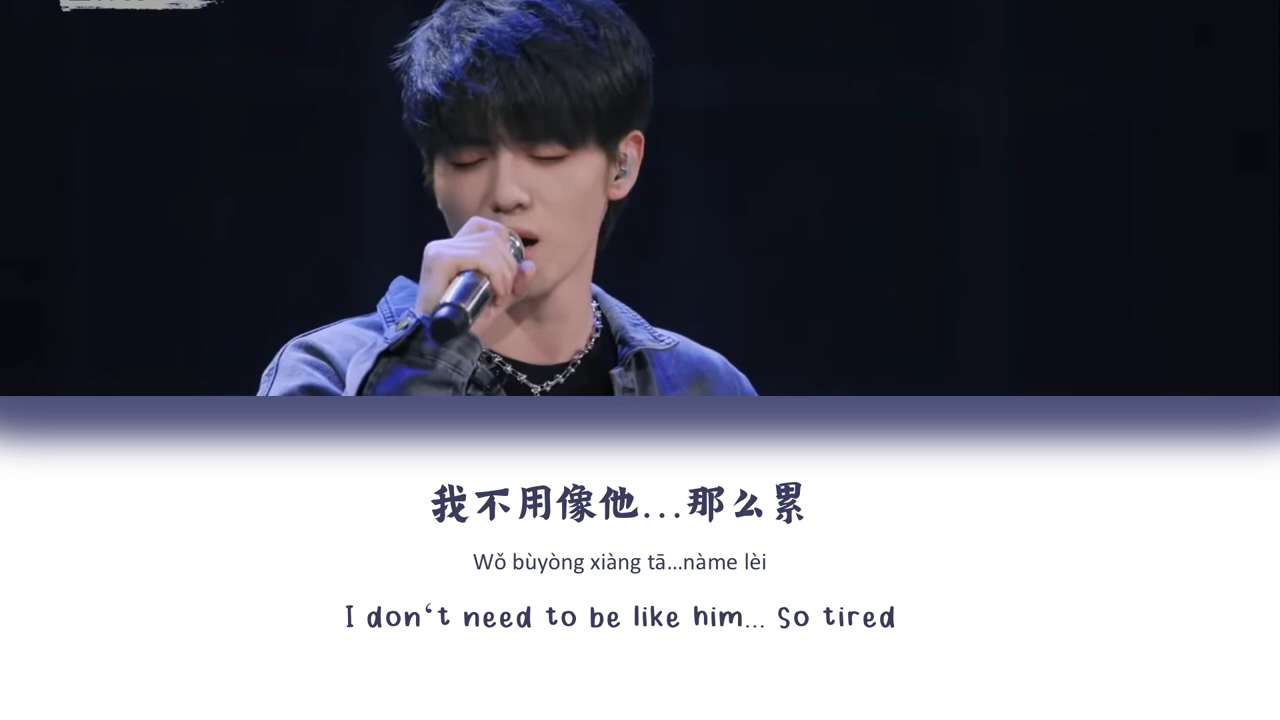 我不用像他...那么累
Wǒ bùyòng xiàng tā...nàme lèi
I don‘t need to be like him... So tired